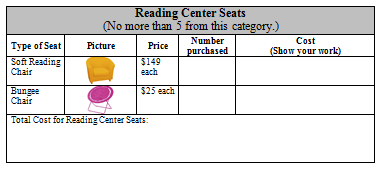 Reading Center Seats
(No more than 5 from this category.)
Type of Seat Picture Price Number purchased Cost (Show your work)
Soft Reading Chair $149 each
Bungee Chair $25 each
Total Cost for Reading Center Seats: